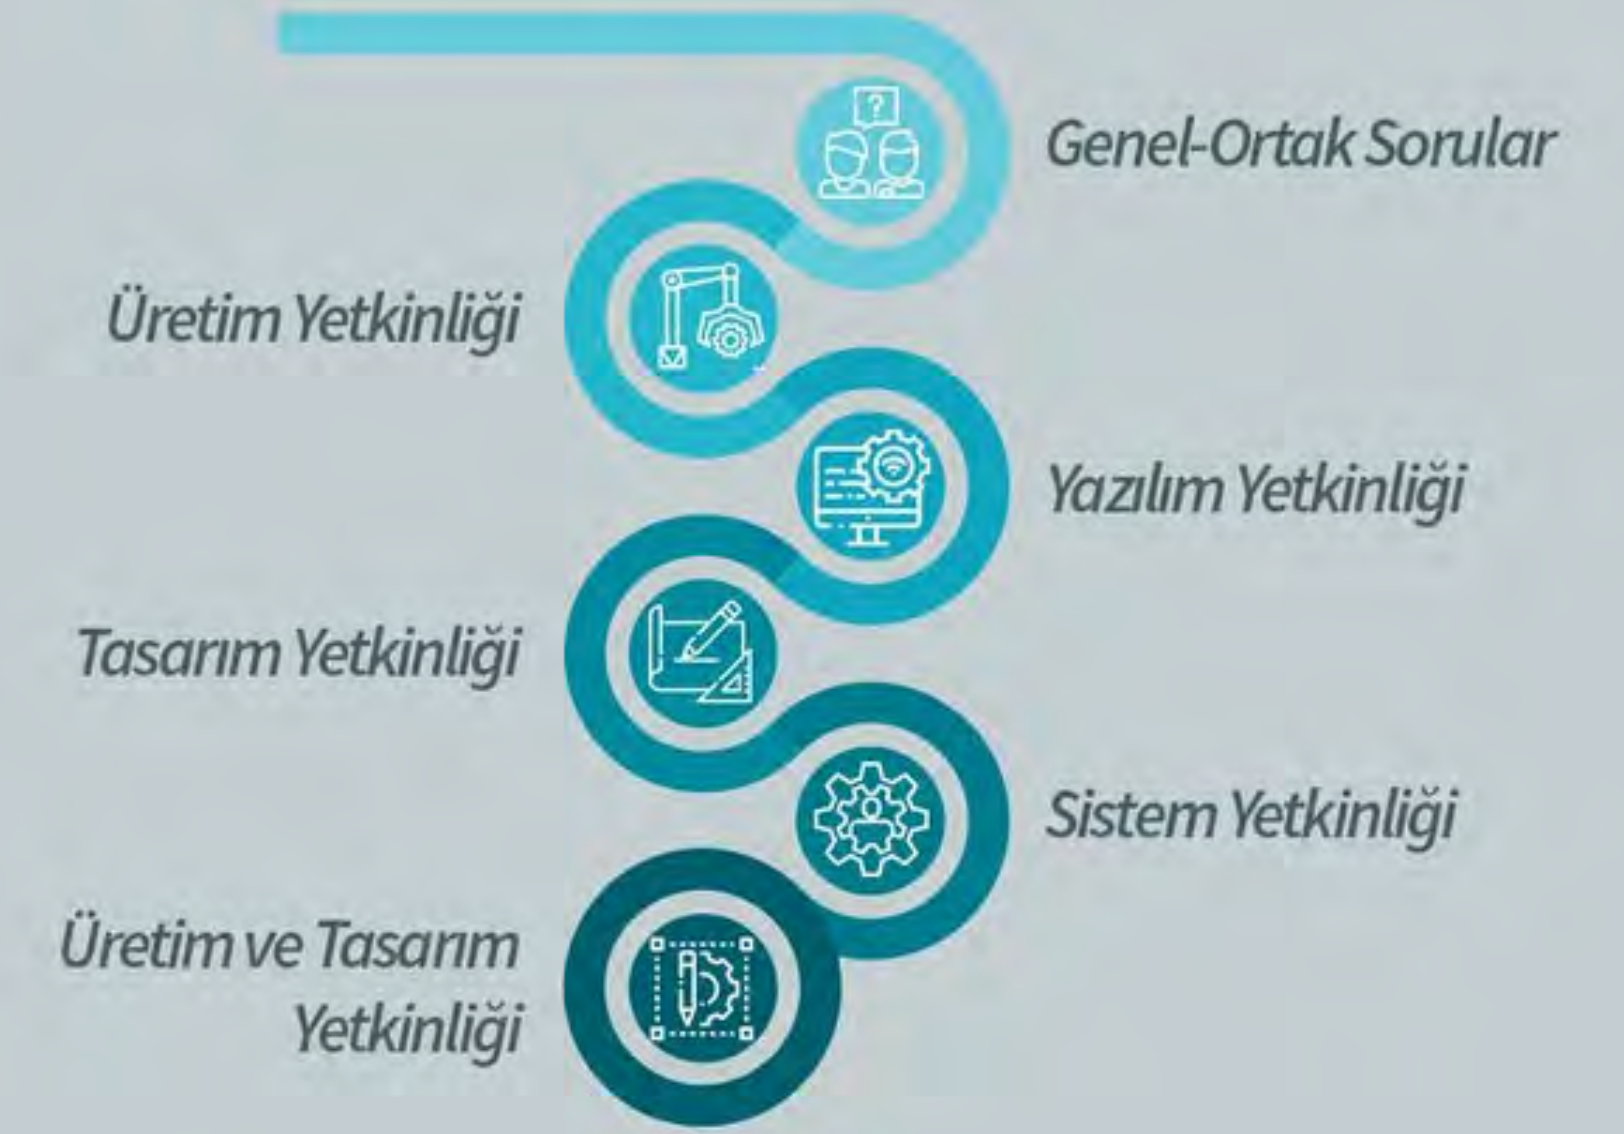 ?
Genel-Ortak Sorular
Üretim Yetkinliği
Yazılım Yetkinliği
Tasarım Yetkinliği
Sistem Yetkinliği
Üretim ve Tasarım
Yetkinliği